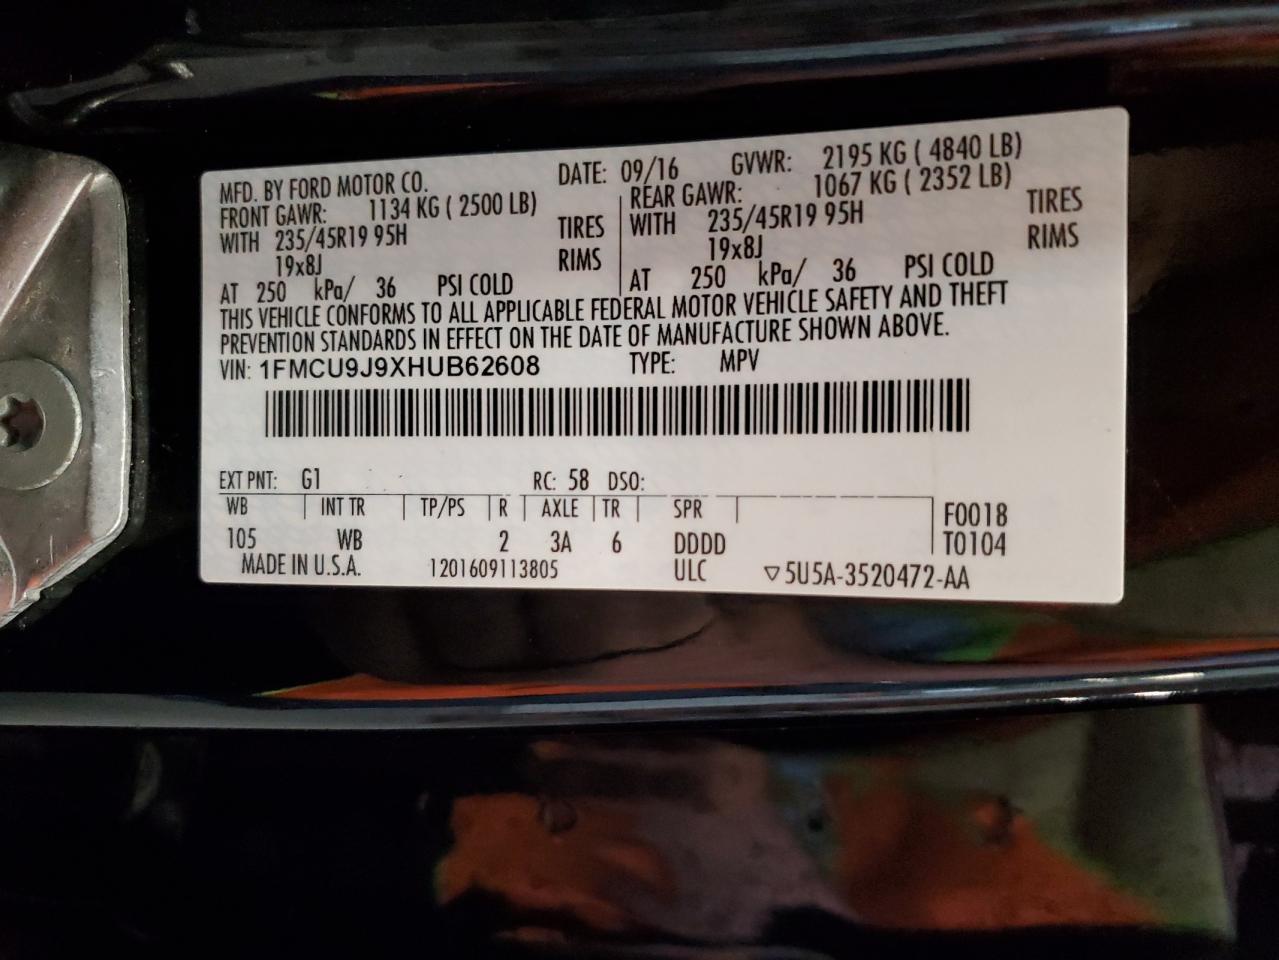 MFD. BY FORD MOTOR CO. DATE: 09/16 GVWR: 2195 KG ( 4840 LB)
FRONT GAWR: 1134 KG ( 2500 LB) REAR GAWR: 1067 KG ( 2352 LB)
WITH 235/45R19 95H TIRES WITH 235/45R19 95H TIRES
19x8J RIMS 19x8J RIMS
AT 250 kPa/ 36 PSI COLD AT 250 kPa/ 36 PSI COLD
THIS VEHICLE CONFORMS TO ALL APPLICABLE FEDERAL MOTOR VEHICLE SAFETY AND THEFT
PREVENTION STANDARDS IN EFFECT ON THE DATE OF MANUFACTURE SHOWN ABOVE.
VIN: 1FMCU9J9XHUB62608 TYPE: MPV
EXT PNT: G1 RC: 58 DSO:
WB INT TR TP/PS R AXLE TR SPR F0018
105 WB 2 3A 6 DDDD T0104
MADE IN U.S.A. 1201609113805 ULC ▽5U5A-3520472-AA